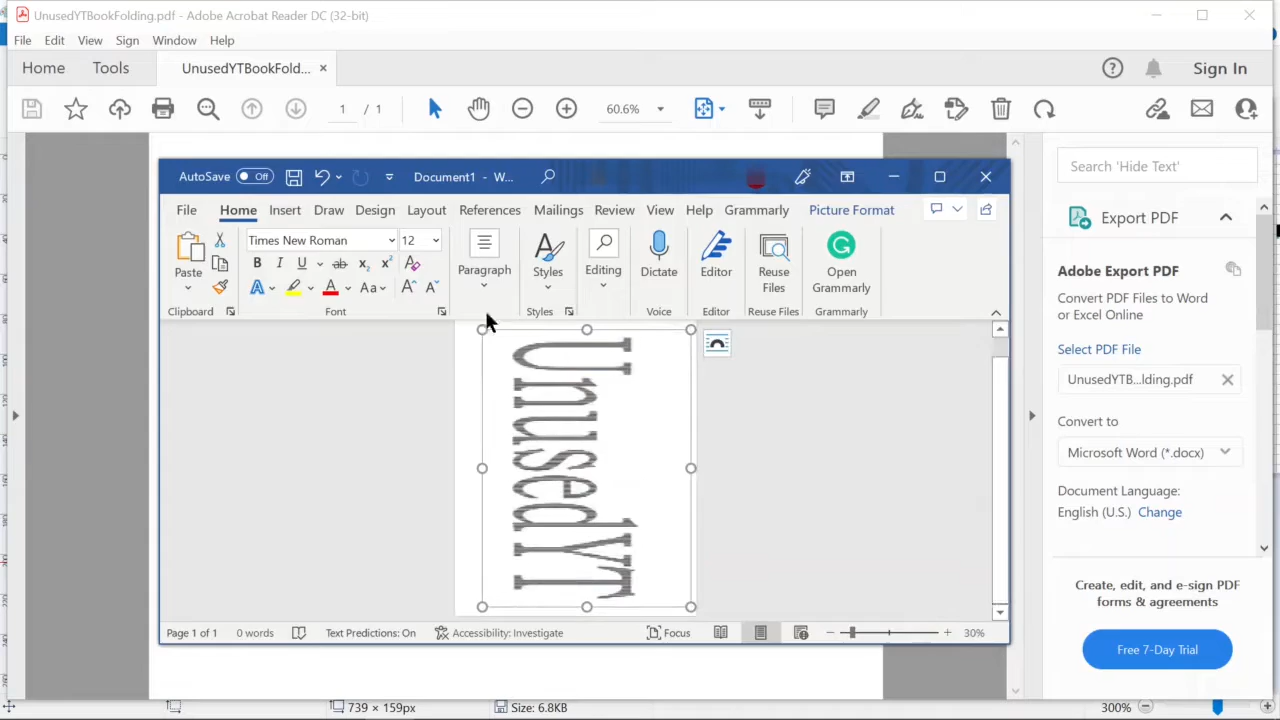 UnusedYTBookFolding.pdf - Adobe Acrobat Reader DC (32-bit)
File Edit View Sign Window Help
Home Tools UnusedYTBookFold... × Sign In
1 / 1 60.6%
Search 'Hide Text'
AutoSave Off Document1 - W...
File Home Insert Draw Design Layout References Mailings Review View Help Grammarly Picture Format
Export PDF
Times New Roman 12
Paste
B I U ab x₂ x²
A A Aa A A
Paragraph Styles Editing Dictate Editor Reuse Files Open Grammarly
Clipboard Font Styles Voice Editor Reuse Files Grammarly
Adobe Export PDF
Convert PDF Files to Word
or Excel Online
Select PDF File
UnusedYTB...lding.pdf
Convert to
Microsoft Word (*.docx)
Document Language:
English (U.S.) Change
UnusedYT
Create, edit, and e-sign PDF
forms & agreements
Free 7-Day Trial
Page 1 of 1 0 words Text Predictions: On Accessibility: Investigate Focus 30%
739 × 159px Size: 6.8KB 300%